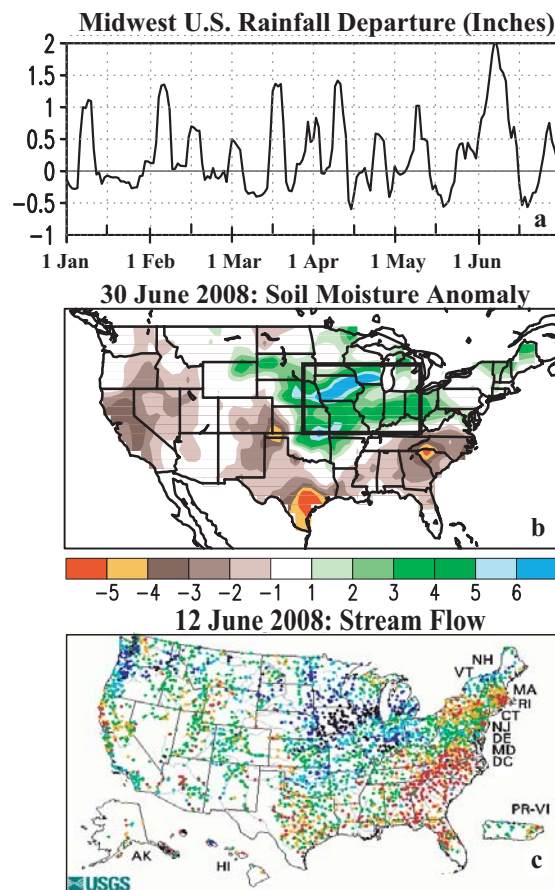 Midwest U.S. Rainfall Departure (Inches)
2
1.5
1
0.5
0
−0.5
−1
a
1 Jan 1 Feb 1 Mar 1 Apr 1 May 1 Jun
30 June 2008: Soil Moisture Anomaly
b
−5 −4 −3 −2 −1 1 2 3 4 5 6
12 June 2008: Stream Flow
NH
VT
MA
RI
CT
NJ
DE
MD
DC
PR-VI
AK
HI
c
USGS